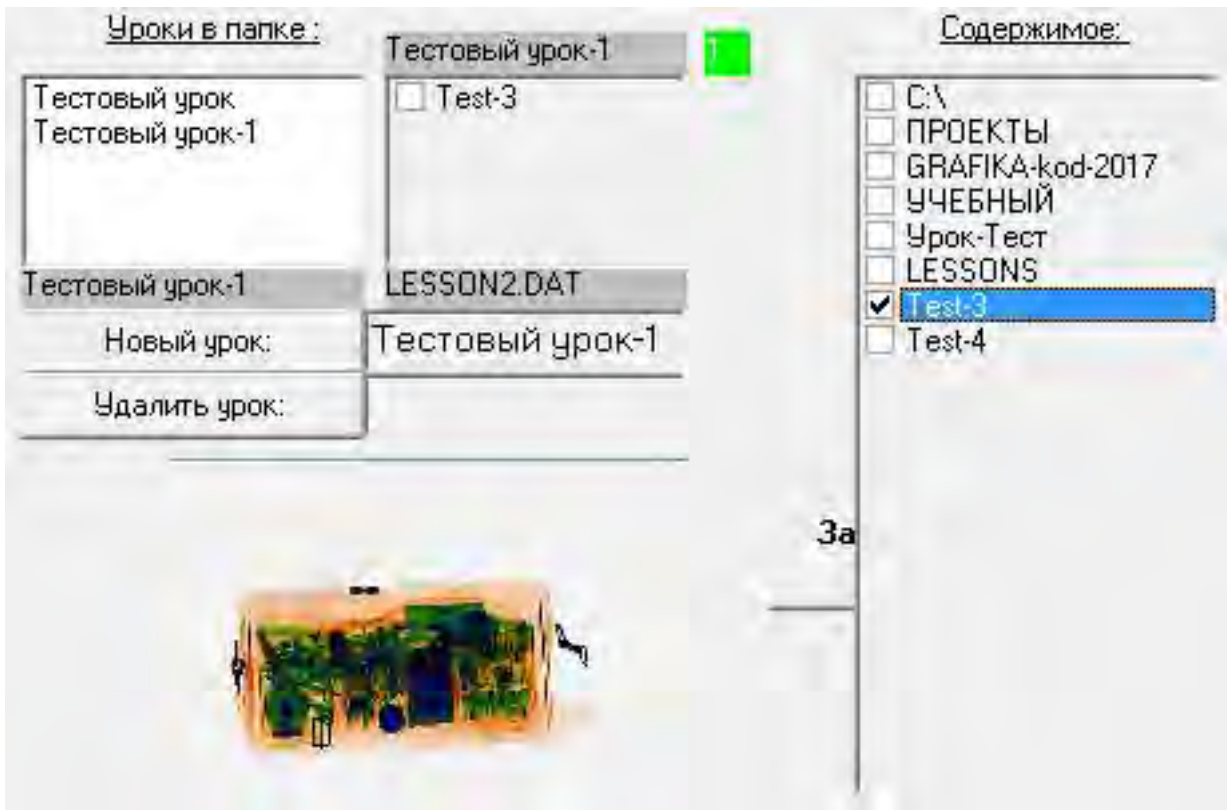 Уроки в папке :
Тестовый урок
Тестовый урок-1
Тестовый урок-1
Новый урок:
Удалить урок:
Тестовый урок-1
Test-3
LESSON2.DAT
Тестовый урок-1
1
Содержимое:
C:\
ПРОЕКТЫ
GRAFIKA-kod-2017
УЧЕБНЫЙ
Урок-Тест
LESSONS
Test-3
Test-4
За